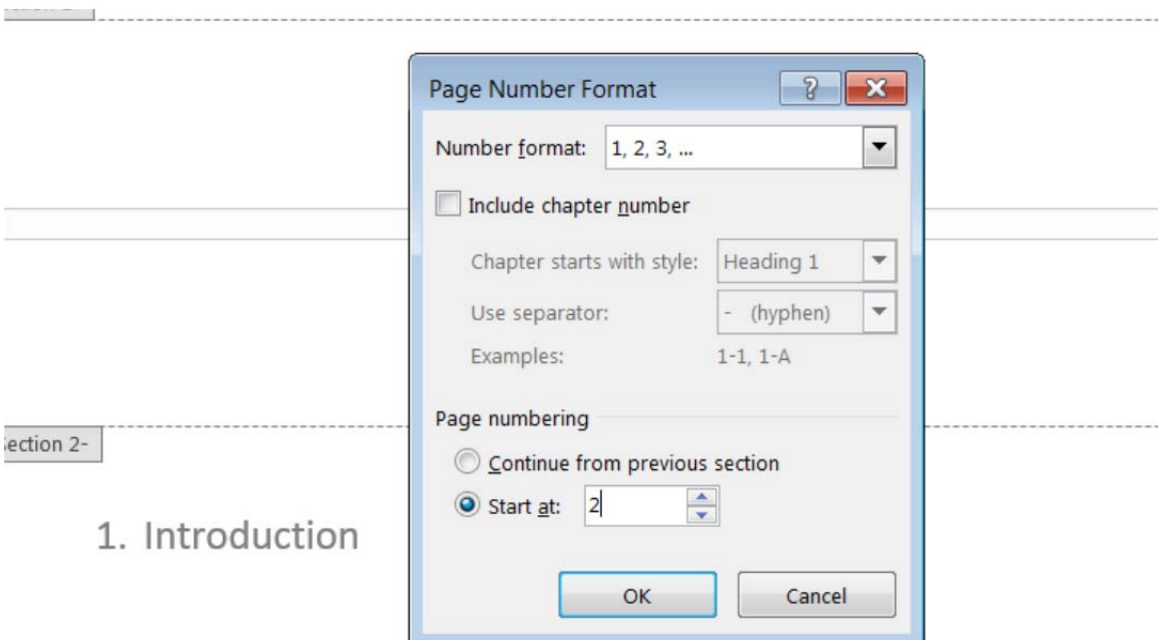 Page Number Format
Number format: 1, 2, 3, ...
Include chapter number
Chapter starts with style: Heading 1
Use separator: - (hyphen)
Examples: 1-1, 1-A
Page numbering
Section 2-
Continue from previous section
Start at: 2
1. Introduction
OK Cancel